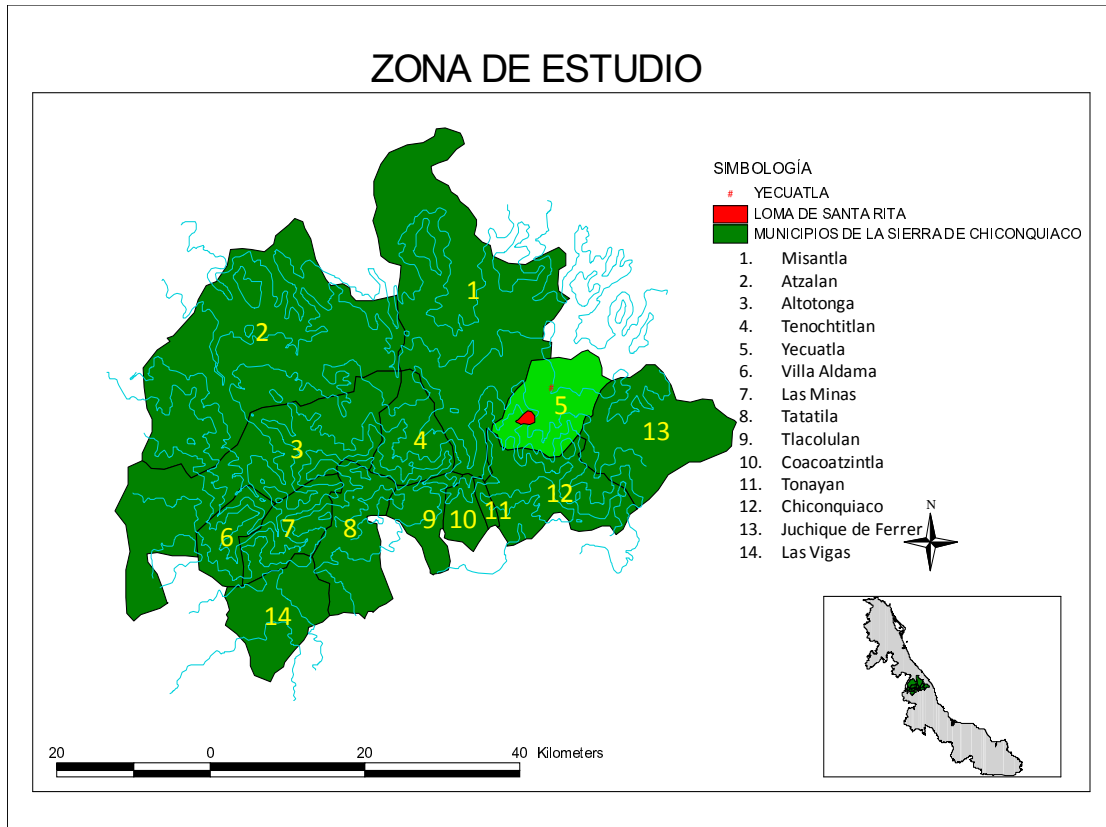 ZONA DE ESTUDIO
SIMBOLOGÍA
# YECUATLA
LOMA DE SANTA RITA
MUNICIPIOS DE LA SIERRA DE CHICONQUIACO
1. Misantla
2. Atzalan
3. Altotonga
4. Tenochtitlan
5. Yecuatla
6. Villa Aldama
7. Las Minas
8. Tatatila
9. Tlacolulan
10. Coacoatzintla
11. Tonayan
12. Chiconquiaco
13. Juchique de Ferrer
14. Las Vigas
N
1
2
#
5
13
3
4
12
9
10
11
6
7
8
14
20 0 20 40 Kilometers